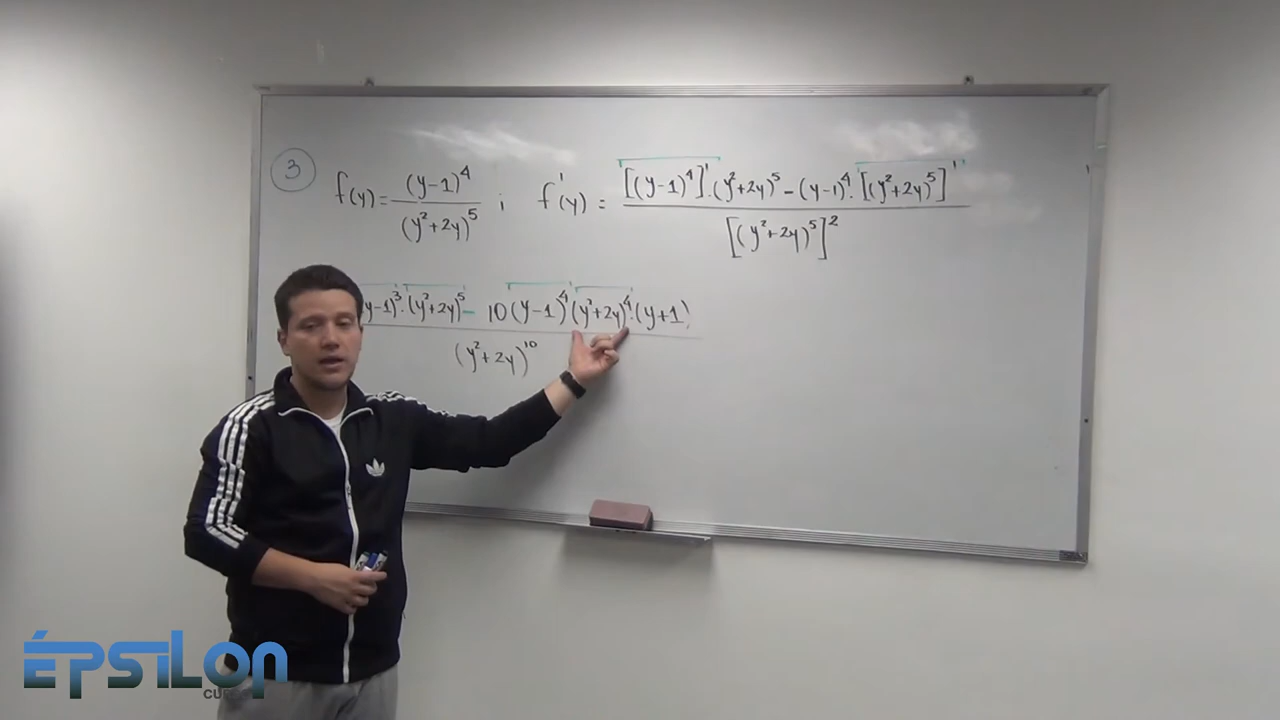 3
f(y) = (y-1)^4 / (y²+2y)^5 ; f'(y) = [(y-1)^4]'·(y²+2y)^5 - (y-1)^4·[(y²+2y)^5]' / [(y²+2y)^5]^2
y-1)^3·(y²+2y)^5 - 10(y-1)^4(y²+2y)^4·(y+1) / (y²+2y)^10
ÉPSILON